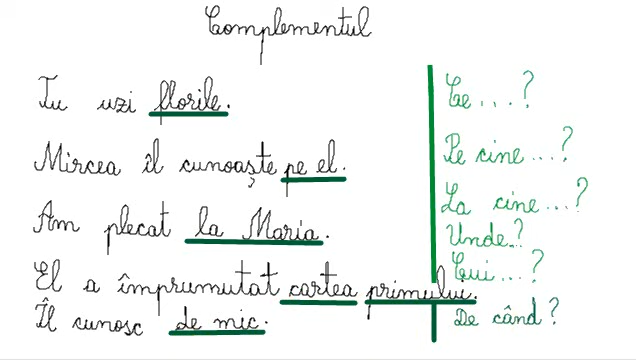 Complementul
Tu uzi florile.
Ce ....?
Mircea îl cunoaște pe el.
Pe cine ...?
Am plecat la Maria.
La cine...?
Unde..?
El a împrumutat cartea primului.
Cui ...?
Îl cunosc de mic.
De când ?